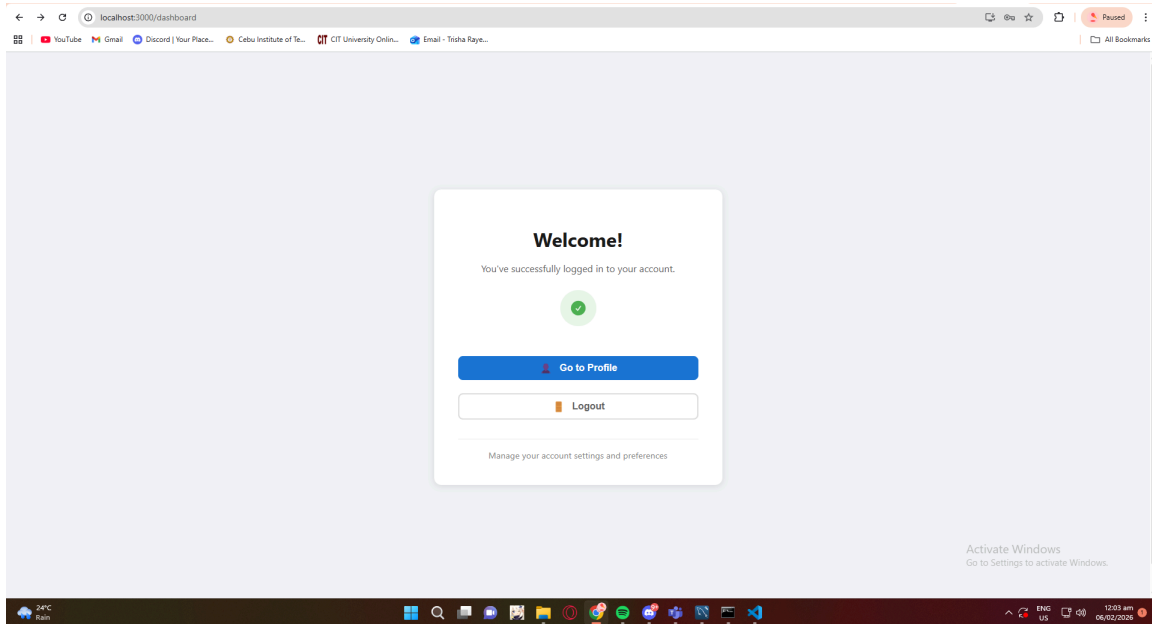 localhost:3000/dashboard
Paused
YouTube
Gmail
Discord | Your Place...
Cebu Institute of Te...
CIT University Onlin...
Email - Trisha Raye...
All Bookmarks
Welcome!
You've successfully logged in to your account.
Go to Profile
Logout
Manage your account settings and preferences
Activate Windows
Go to Settings to activate Windows.
24°C
Rain
ENG
US
12:03 am
06/02/2026